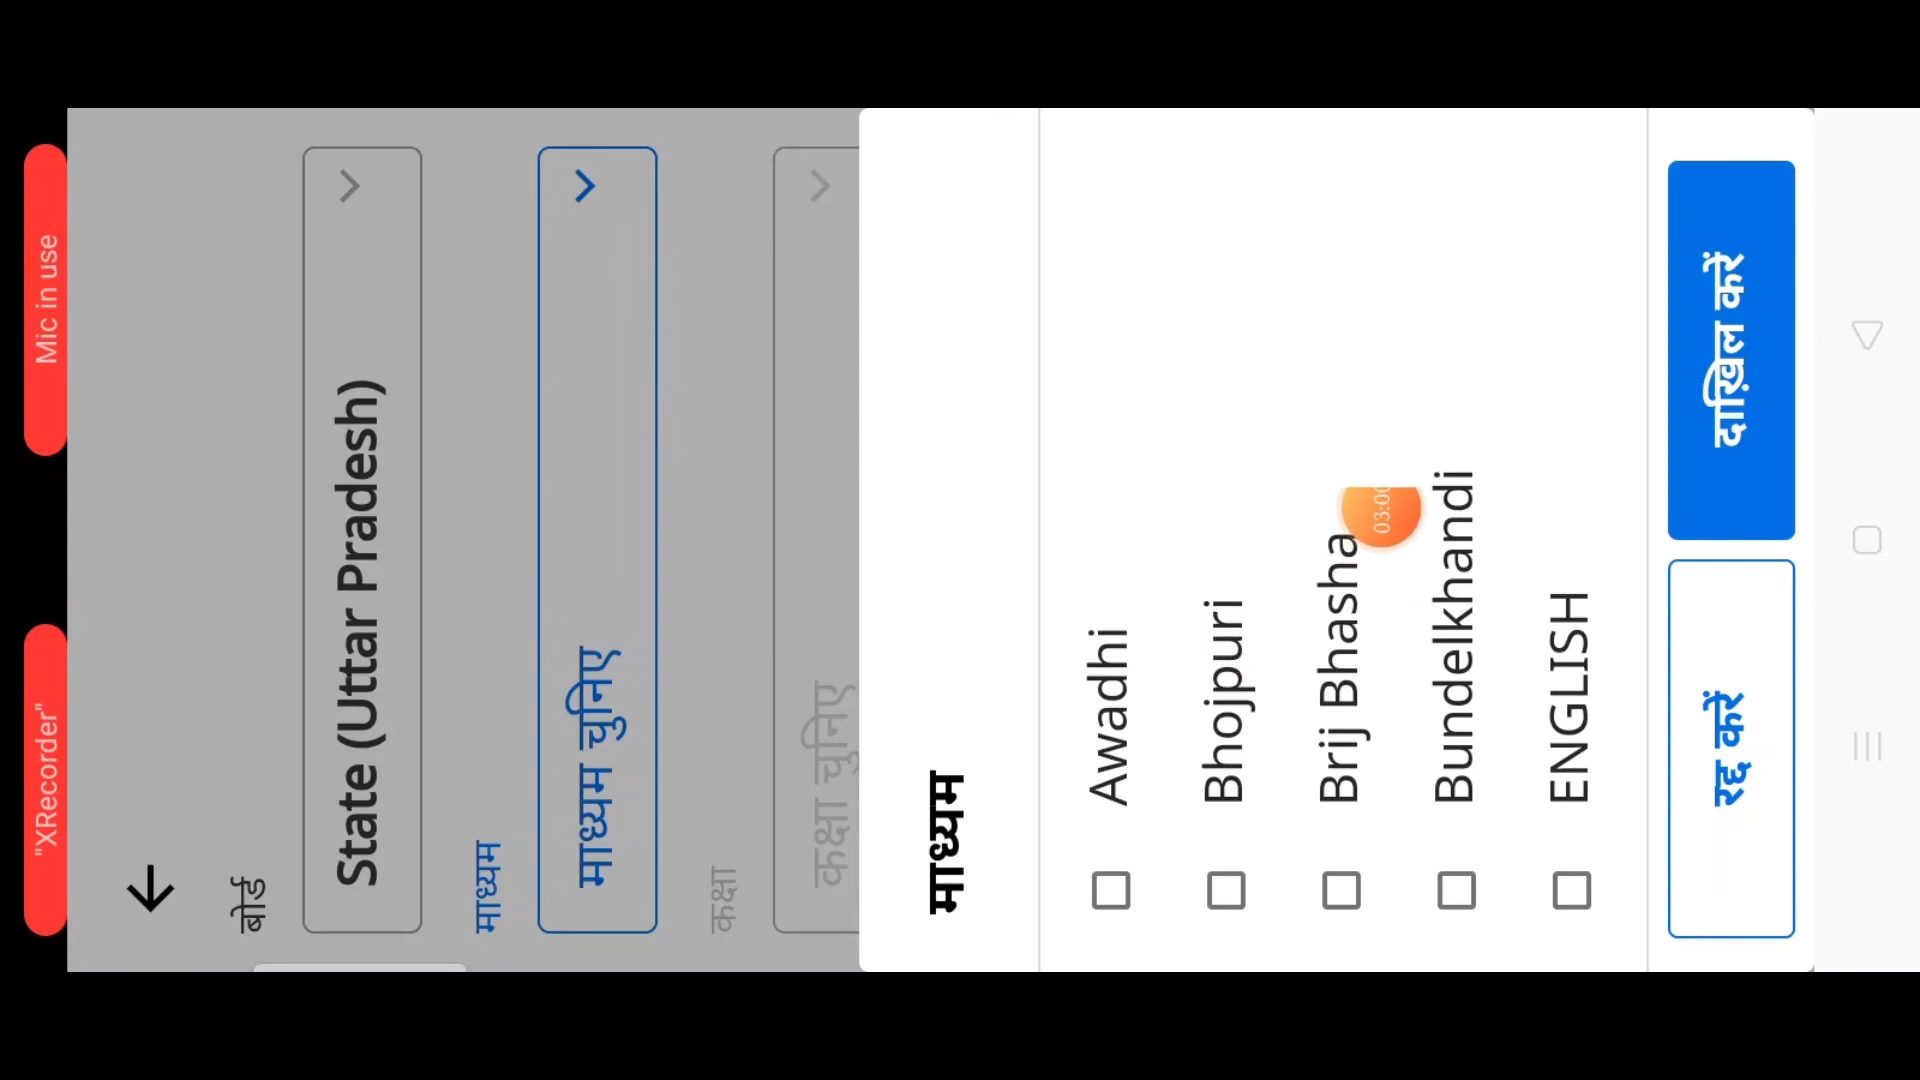 "XRecorder"
Mic in use
बोर्ड
State (Uttar Pradesh)
माध्यम
माध्यम चुनिए
कक्षा
कक्षा चुनिए
माध्यम
Awadhi
Bhojpuri
Brij Bhasha
03:00
Bundelkhandi
ENGLISH
रद्द करें
दाख़िल करें